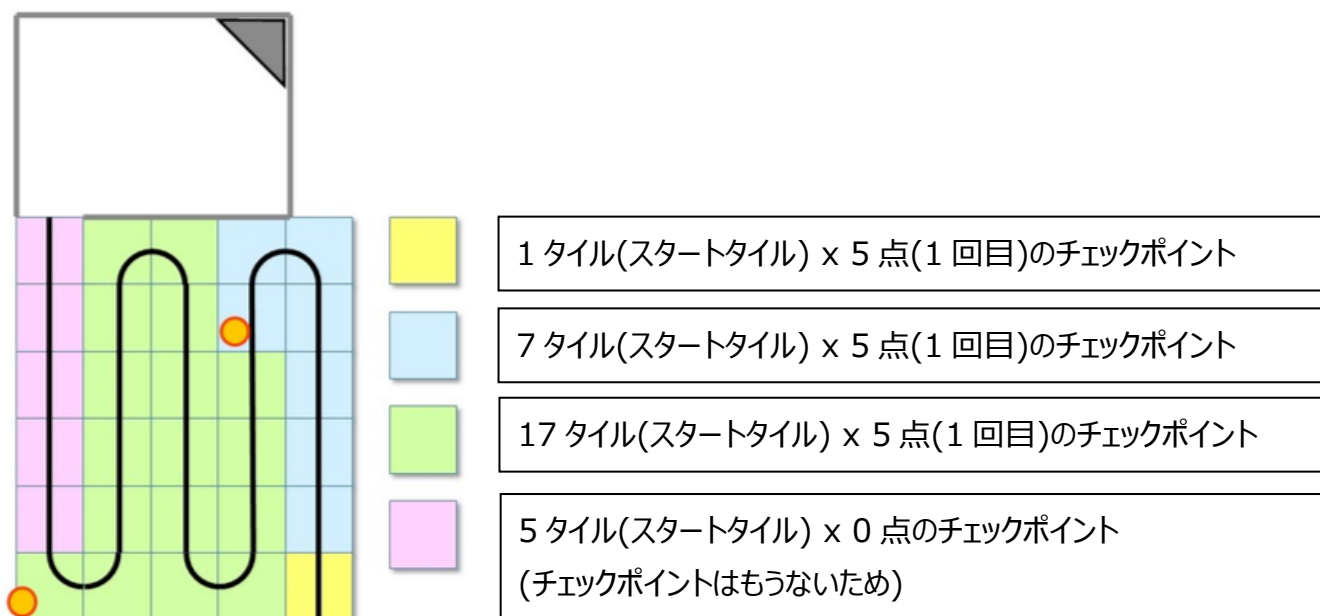 1 タイル(スタートタイル) x 5 点(1 回目)のチェックポイント
7 タイル(スタートタイル) x 5 点(1 回目)のチェックポイント
17 タイル(スタートタイル) x 5 点(1 回目)のチェックポイント
5 タイル(スタートタイル) x 0 点のチェックポイント
(チェックポイントはもうないため)